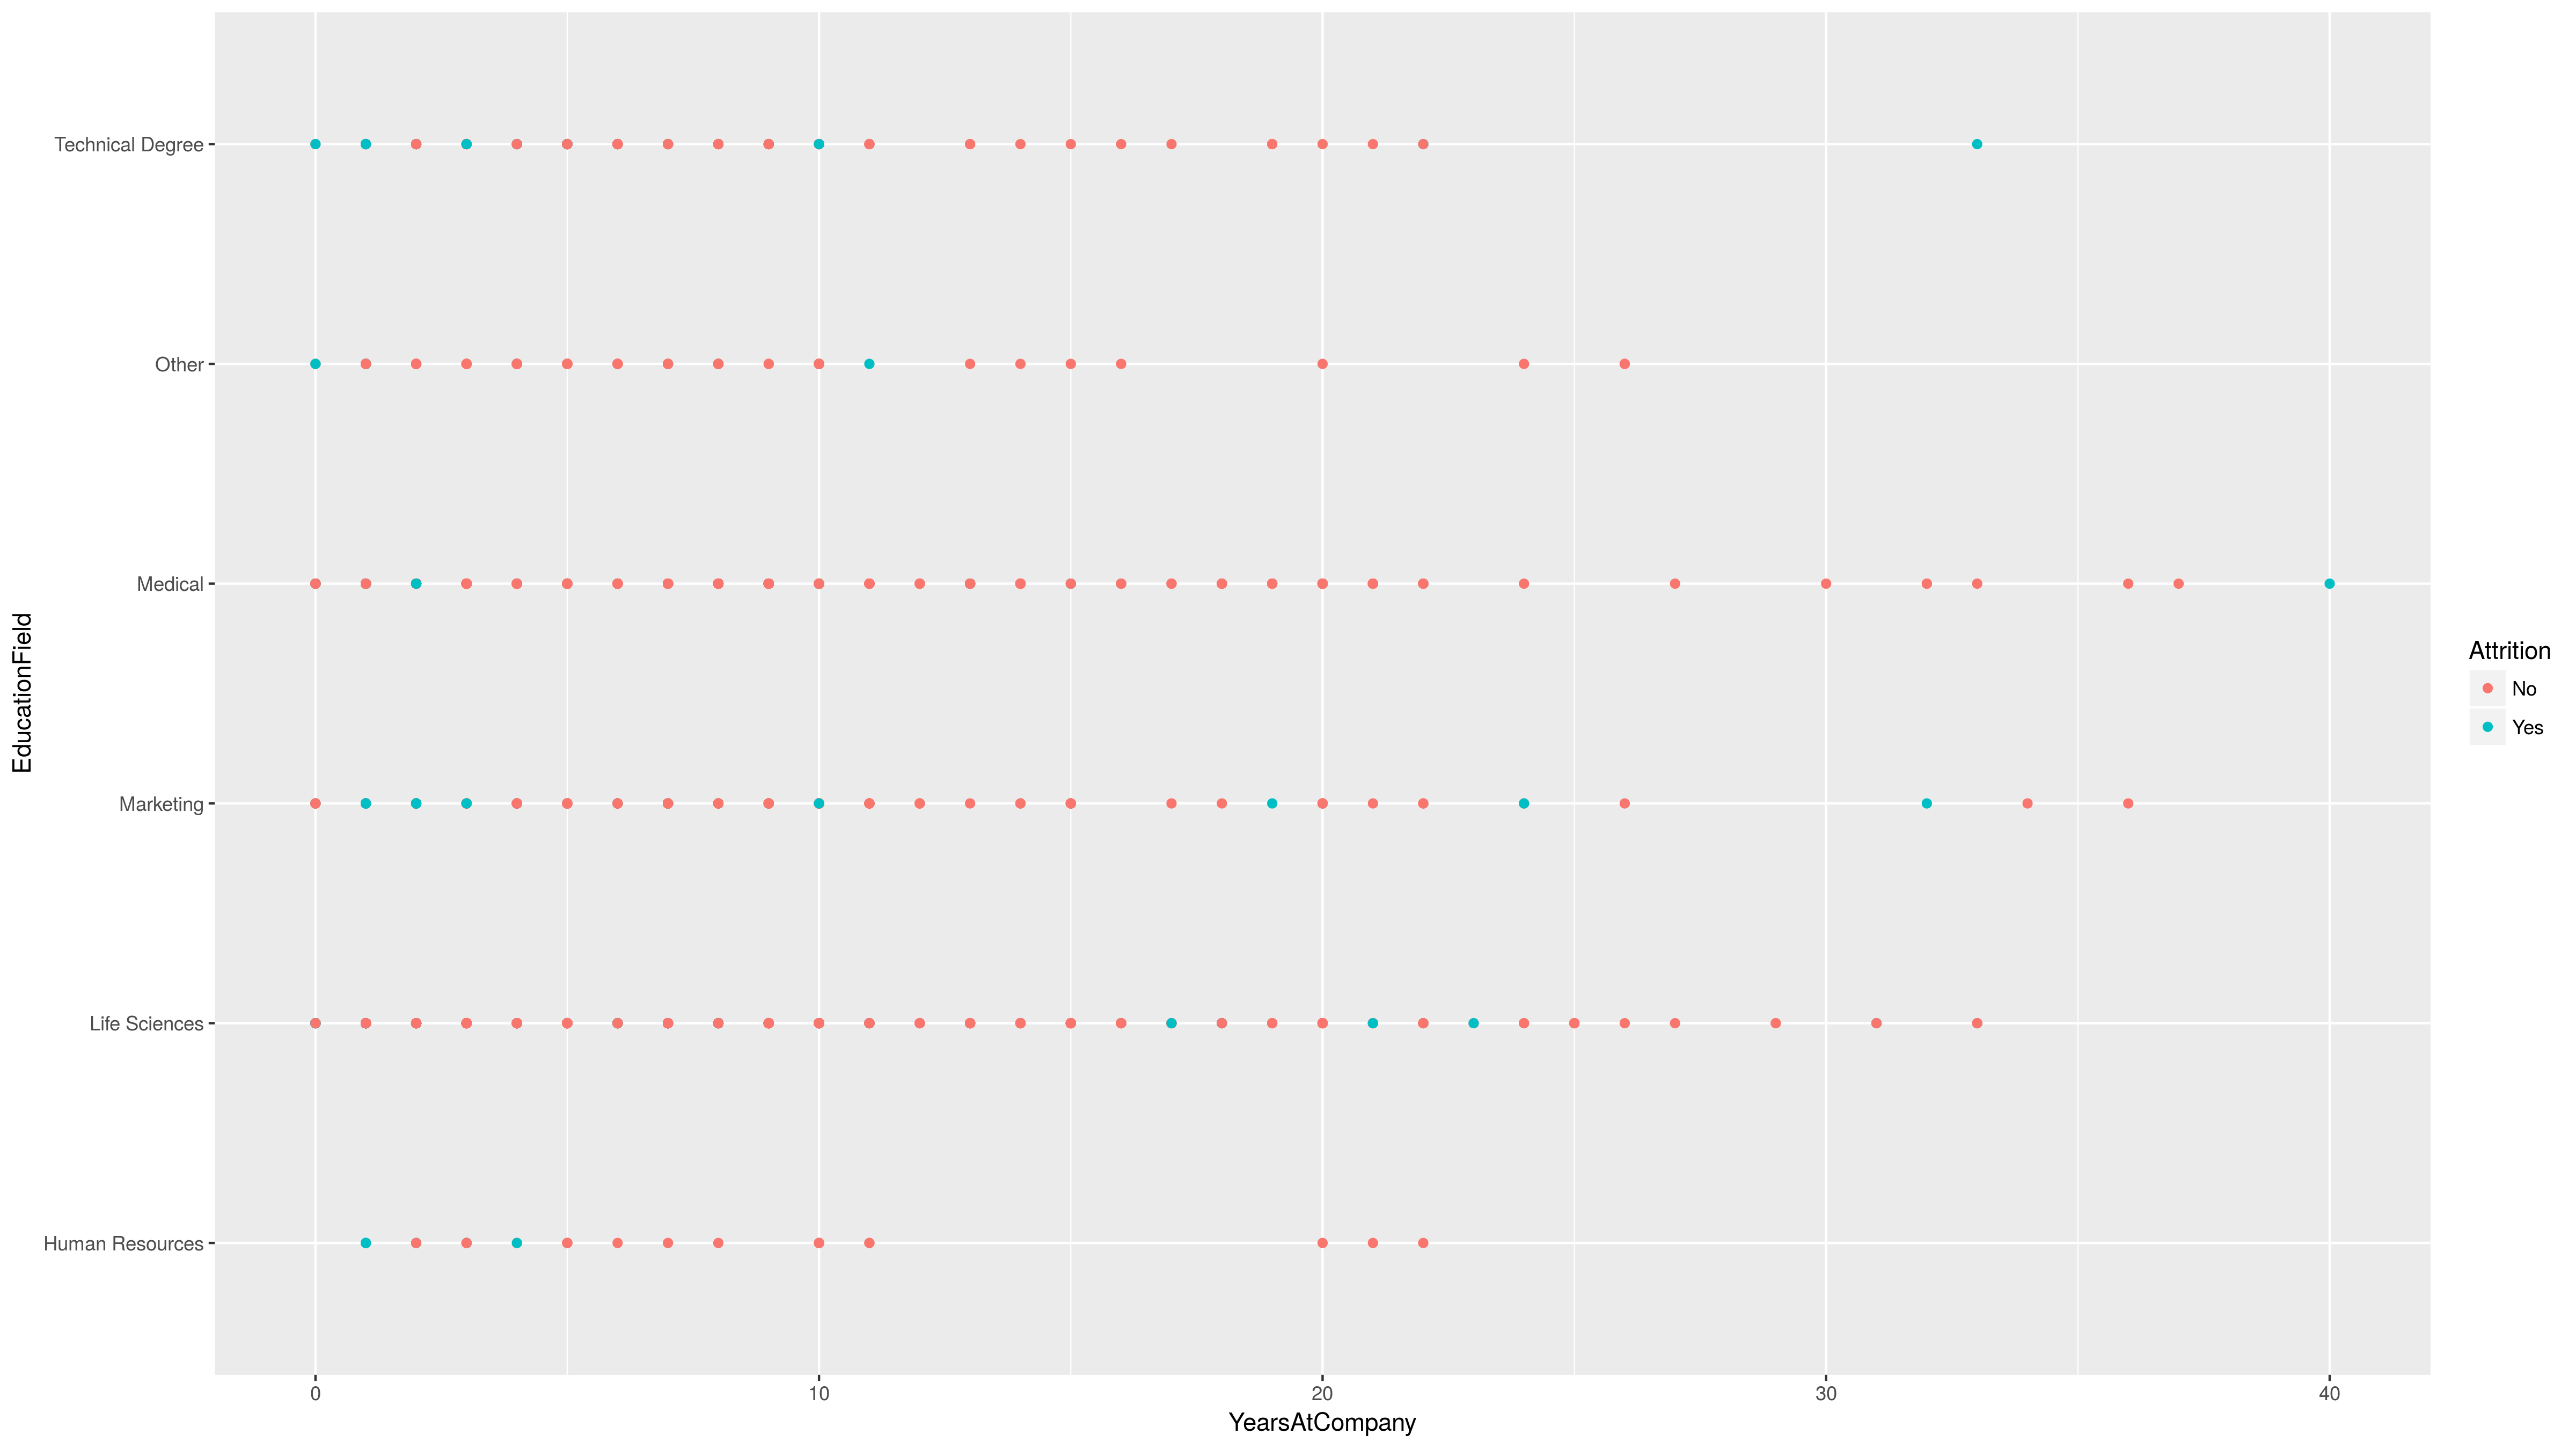 Technical Degree
Other
Medical
Marketing
Life Sciences
Human Resources
EducationField
0 10 20 30 40
YearsAtCompany
Attrition
No
Yes